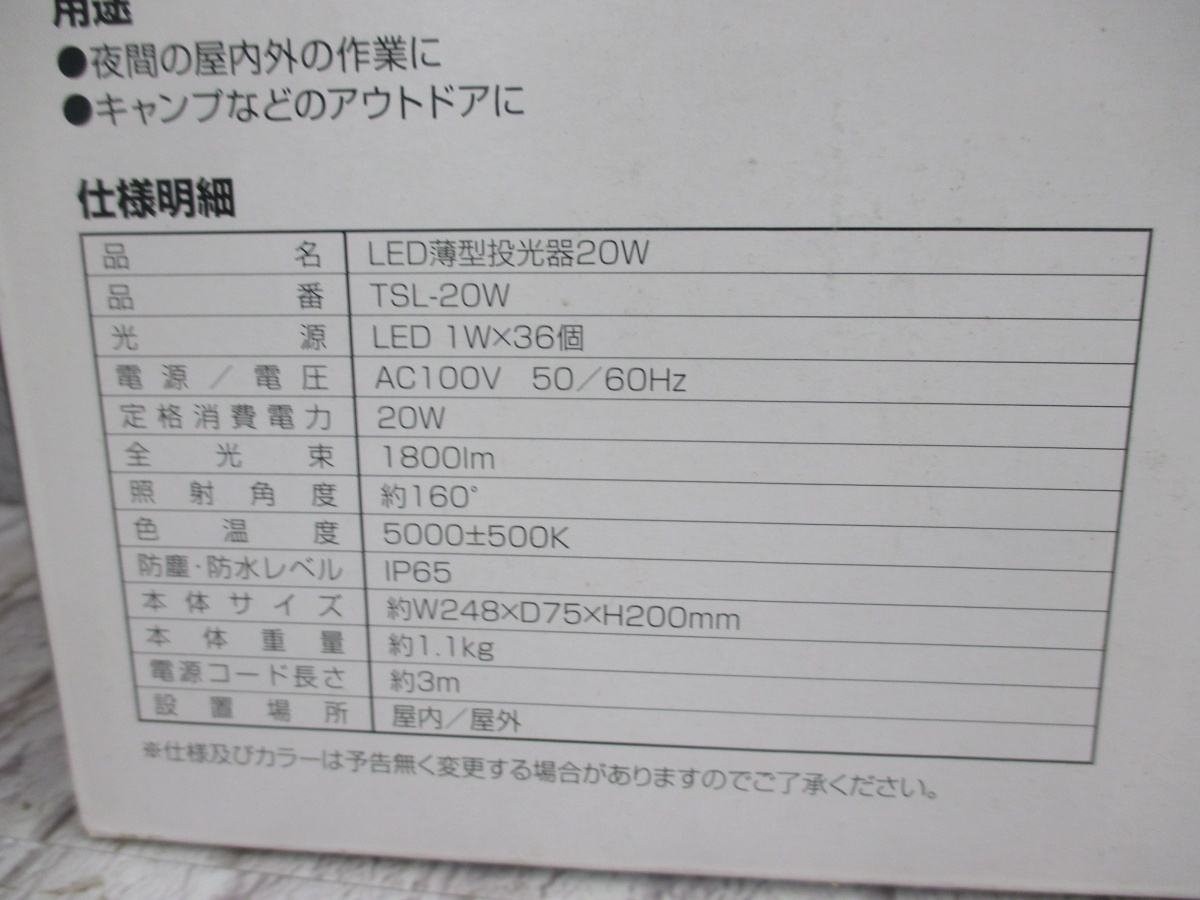 用途
●夜間の屋内外の作業に
●キャンプなどのアウトドアに
仕様明細
品名 LED薄型投光器20W
品番 TSL-20W
光源 LED 1W×36個
電源／電圧 AC100V 50／60Hz
定格消費電力 20W
全光束 1800lm
照射角度 約160°
色温度 5000±500K
防塵・防水レベル IP65
本体サイズ 約W248×D75×H200mm
本体重量 約1.1kg
電源コード長さ 約3m
設置場所 屋内／屋外
※仕様及びカラーは予告無く変更する場合がありますのでご了承ください。